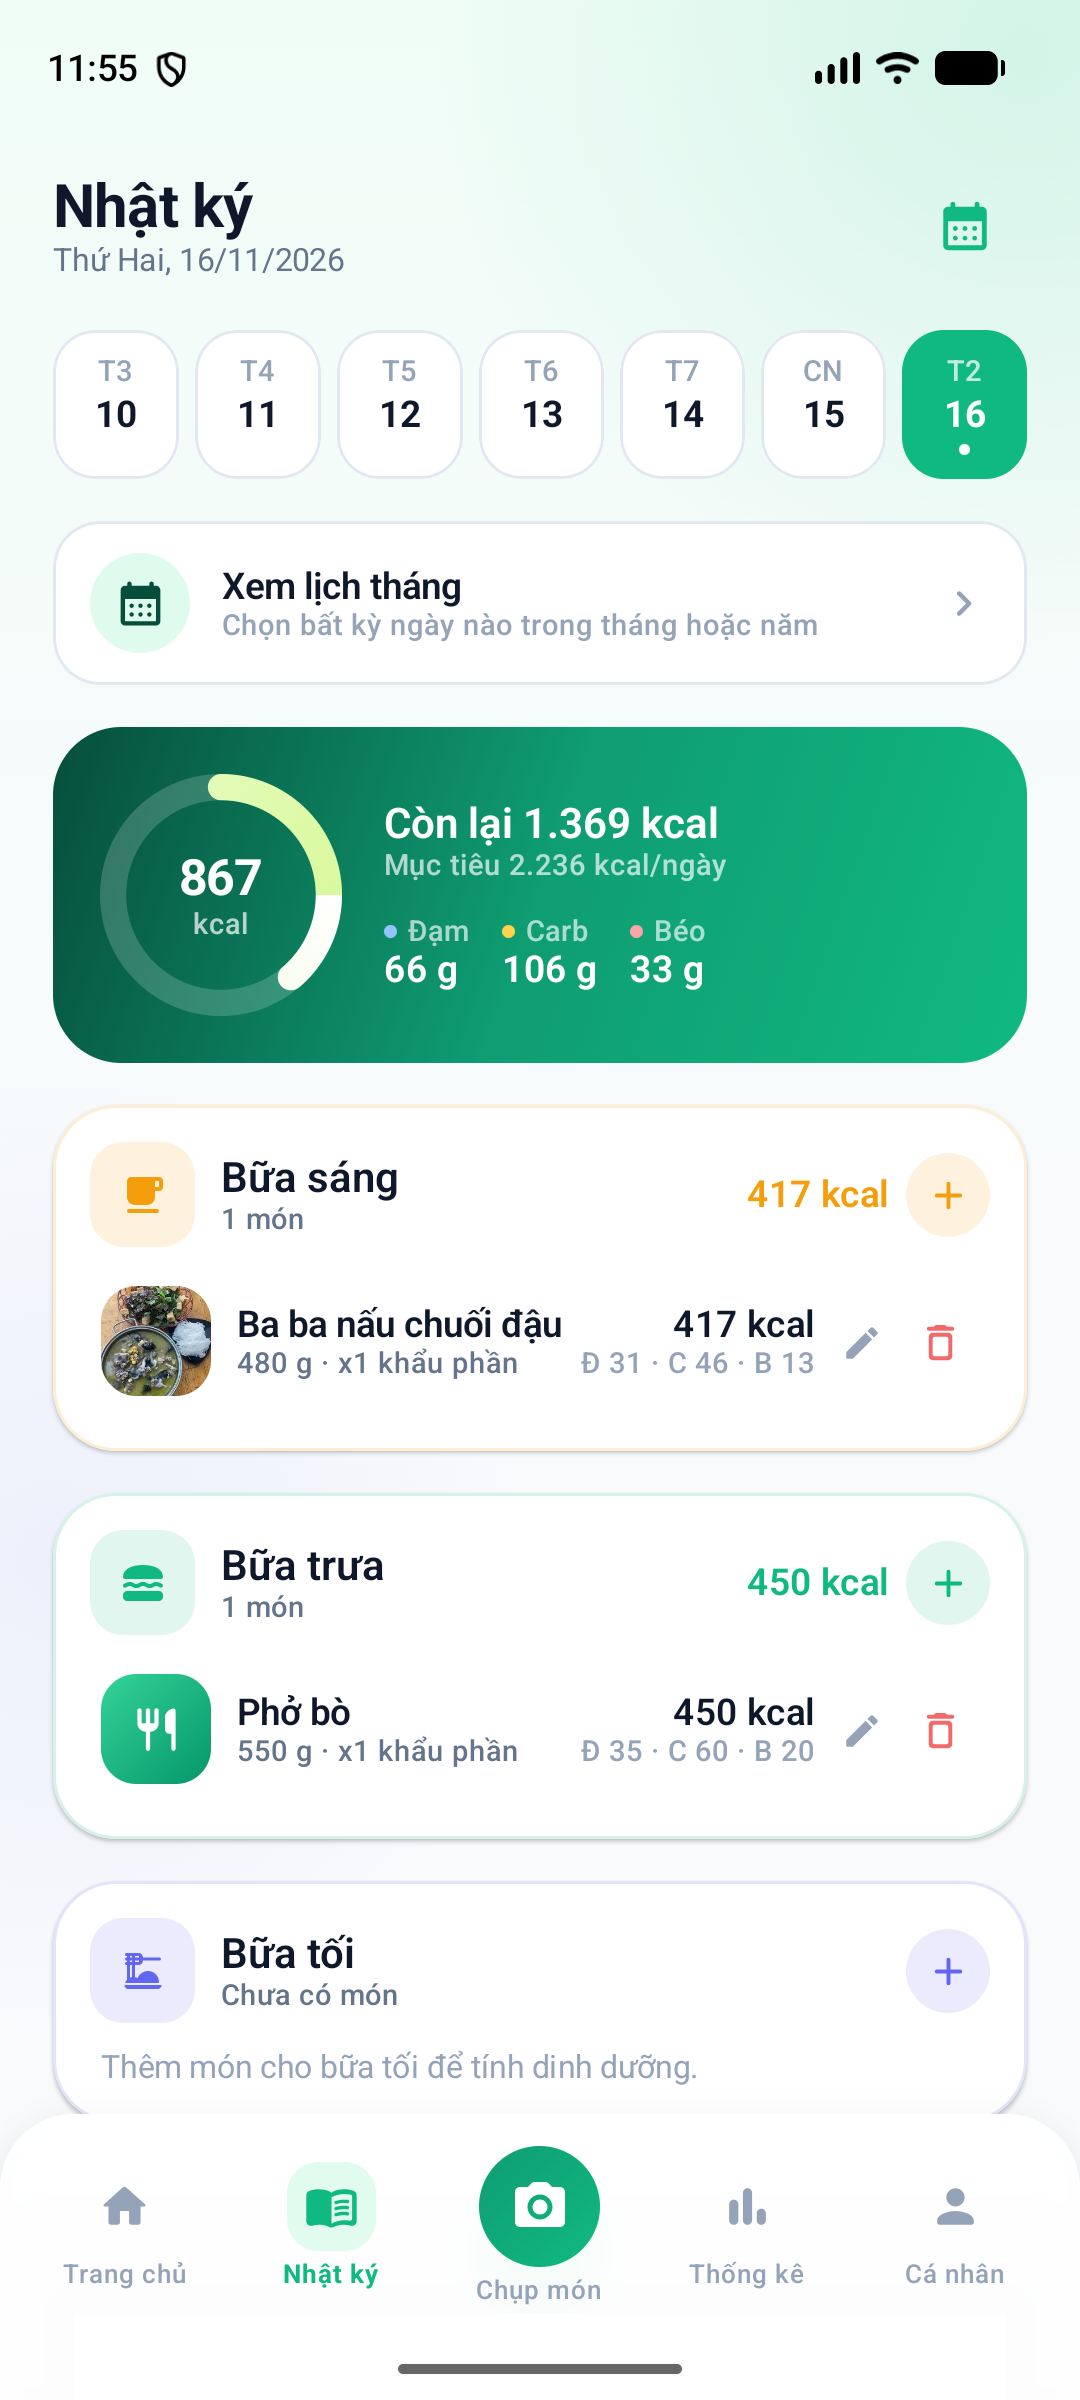 11:55
Nhật ký
Thứ Hai, 16/11/2026
T3 T4 T5 T6 T7 CN T2
10 11 12 13 14 15 16
Xem lịch tháng
Chọn bất kỳ ngày nào trong tháng hoặc năm
867
kcal
Còn lại 1.369 kcal
Mục tiêu 2.236 kcal/ngày
Đạm Carb Béo
66 g 106 g 33 g
Bữa sáng
1 món
417 kcal
Ba ba nấu chuối đậu 417 kcal
480 g · x1 khẩu phần Đ 31 · C 46 · B 13
Bữa trưa
1 món
450 kcal
Phở bò 450 kcal
550 g · x1 khẩu phần Đ 35 · C 60 · B 20
Bữa tối
Chưa có món
Thêm món cho bữa tối để tính dinh dưỡng.
Trang chủ Nhật ký Chụp món Thống kê Cá nhân